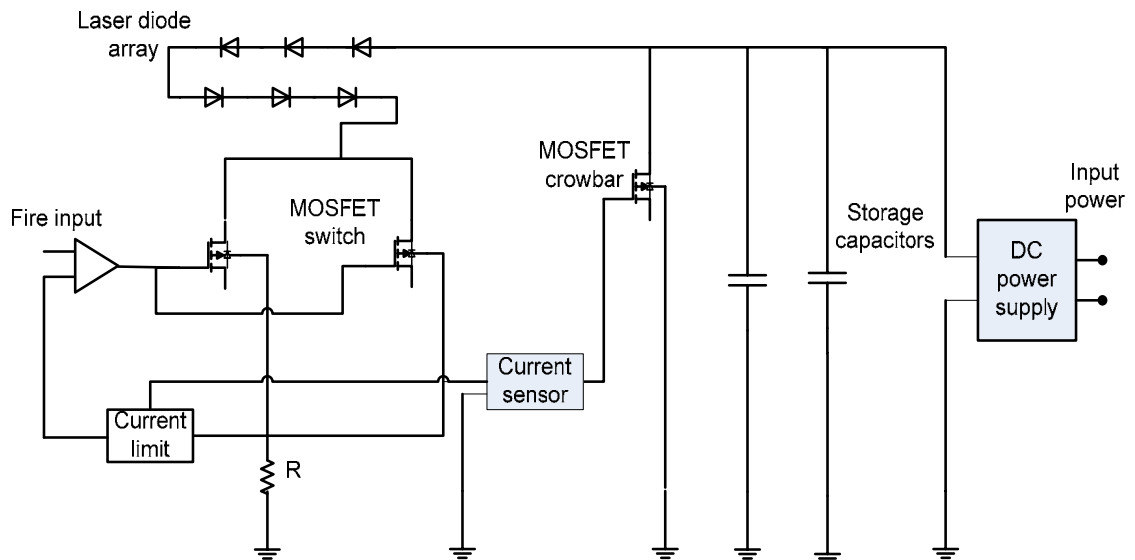 Laser diode
array
MOSFET
crowbar
Input
power
Fire input
MOSFET
switch
Storage
capacitors
DC
power
supply
Current
sensor
Current
limit
R